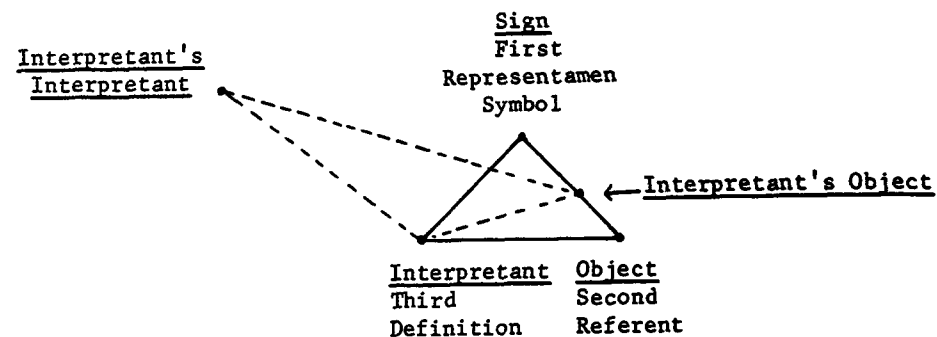 Sign
First
Representamen
Symbol
Interpretant's
Interpretant
Interpretant's Object
Interpretant
Third
Definition
Object
Second
Referent